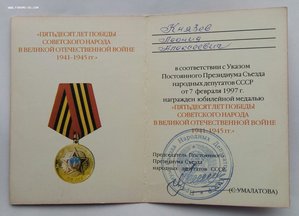 «ПЯТЬДЕСЯТ ЛЕТ ПОБЕДЫ
СОВЕТСКОГО НАРОДА
В ВЕЛИКОЙ ОТЕЧЕСТВЕННОЙ ВОЙНЕ
1941-1945 гг.»
Князов
Леонид
Алексеевич
в соответствии с Указом
Постоянного Президиума Съезда
народных депутатов СССР
от 7 февраля 1997 г.
награжден юбилейной медалью
«ПЯТЬДЕСЯТ ЛЕТ ПОБЕДЫ
СОВЕТСКОГО НАРОДА
В ВЕЛИКОЙ ОТЕЧЕСТВЕННОЙ ВОЙНЕ
1941-1945 гг.»
Председатель Постоянного
Президиума Съезда
народных депутатов СССР
(С.УМАЛАТОВА)